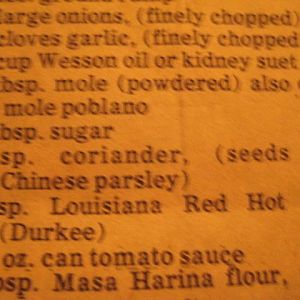 large onions, (finely chopped)
cloves garlic, (finely chopped
cup Wesson oil or kidney suet,
bsp. mole (powdered) also
mole poblano
bsp. sugar
sp. coriander, (seeds
Chinese parsley)
sp. Louisiana Red Hot
(Durkee)
oz. can tomato sauce
bsp. Masa Harina flour,